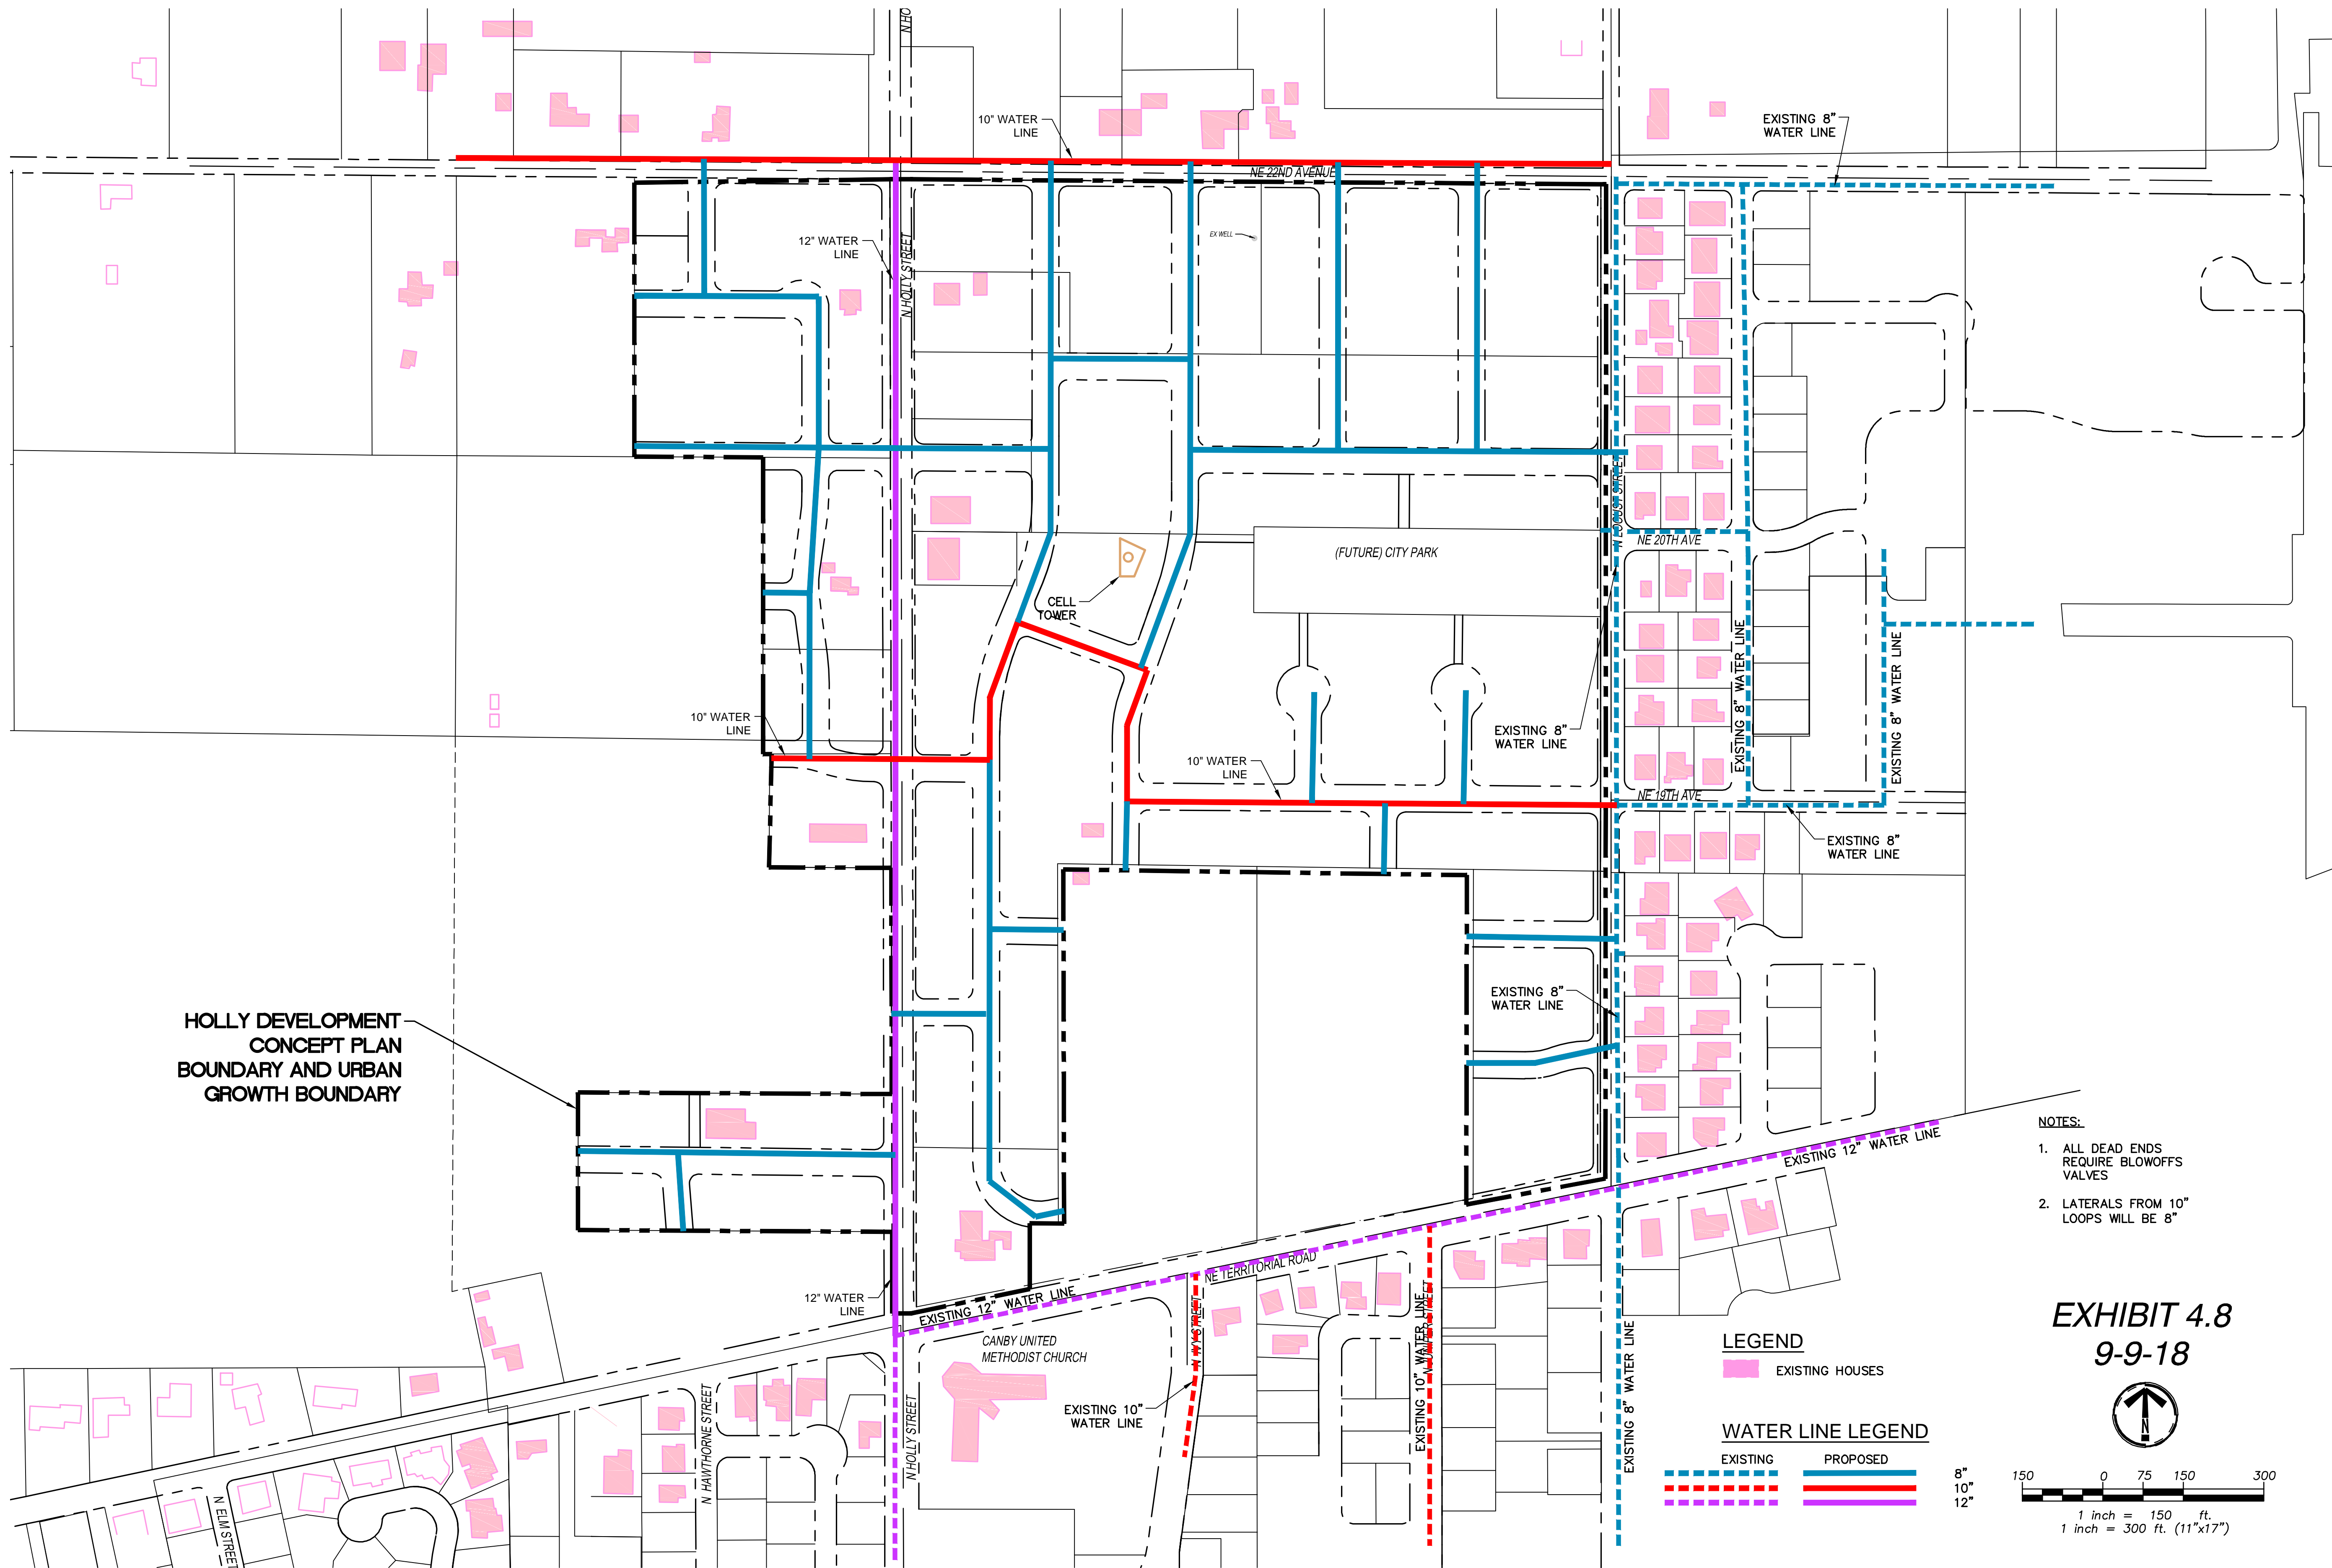 N HO
10" WATER
LINE
EXISTING 8"
WATER LINE
NE 22ND AVENUE
12" WATER
LINE
N HOLLY STREET
EX WELL
N LOCUST STREET
NE 20TH AVE
(FUTURE) CITY PARK
CELL
TOWER
10" WATER
LINE
EXISTING 8"
WATER LINE
EXISTING 8" WATER LINE
EXISTING 8" WATER LINE
10" WATER
LINE
NE 19TH AVE
EXISTING 8"
WATER LINE
EXISTING 8"
WATER LINE
HOLLY DEVELOPMENT
CONCEPT PLAN
BOUNDARY AND URBAN
GROWTH BOUNDARY
NOTES:
1. ALL DEAD ENDS
REQUIRE BLOWOFFS
VALVES
2. LATERALS FROM 10"
LOOPS WILL BE 8"
EXISTING 12" WATER LINE
12" WATER
LINE
EXISTING 12" WATER LINE
NE TERRITORIAL ROAD
CANBY UNITED
METHODIST CHURCH
N IVY STREET
EXISTING 10"
WATER LINE
EXISTING 10" WATER LINE
N JUNIPER STREET
EXISTING 8" WATER LINE
N HOLLY STREET
N HAWTHORNE STREET
N ELM STREET
EXHIBIT 4.8
9-9-18
N
LEGEND
EXISTING HOUSES
WATER LINE LEGEND
EXISTING PROPOSED
8"
10"
12"
150 0 75 150 300
1 inch = 150 ft.
1 inch = 300 ft. (11"x17")